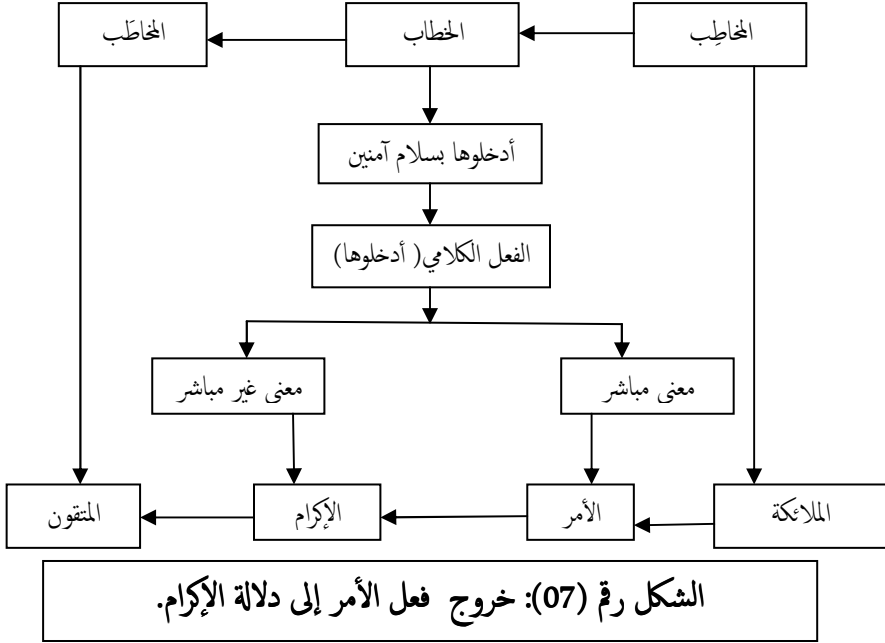 المخاطِب
الخطاب
المخاطَب
أدخلوها بسلام آمنين
الفعل الكلامي( أدخلوها)
معنى مباشر
معنى غير مباشر
الملائكة
الأمر
الإكرام
المتقون
الشكل رقم (07): خروج فعل الأمر إلى دلالة الإكرام.